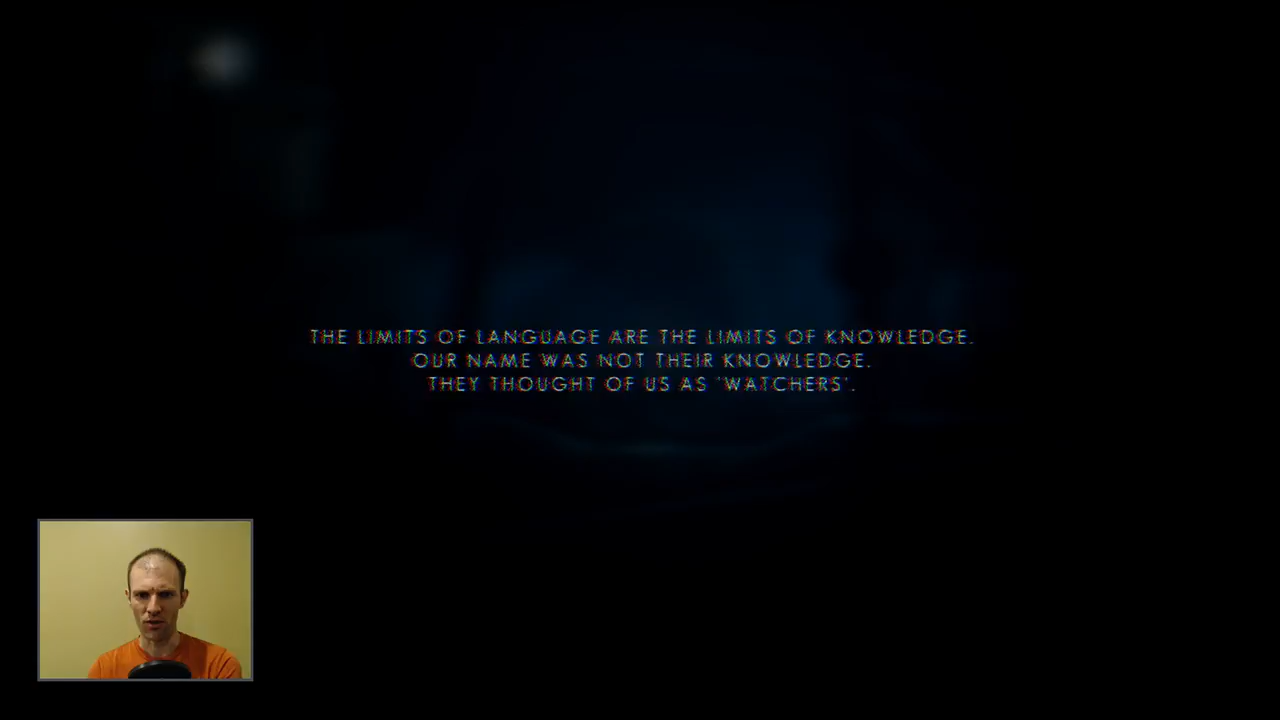 THE LIMITS OF LANGUAGE ARE THE LIMITS OF KNOWLEDGE.
OUR NAME WAS NOT THEIR KNOWLEDGE.
THEY THOUGHT OF US AS 'WATCHERS'.